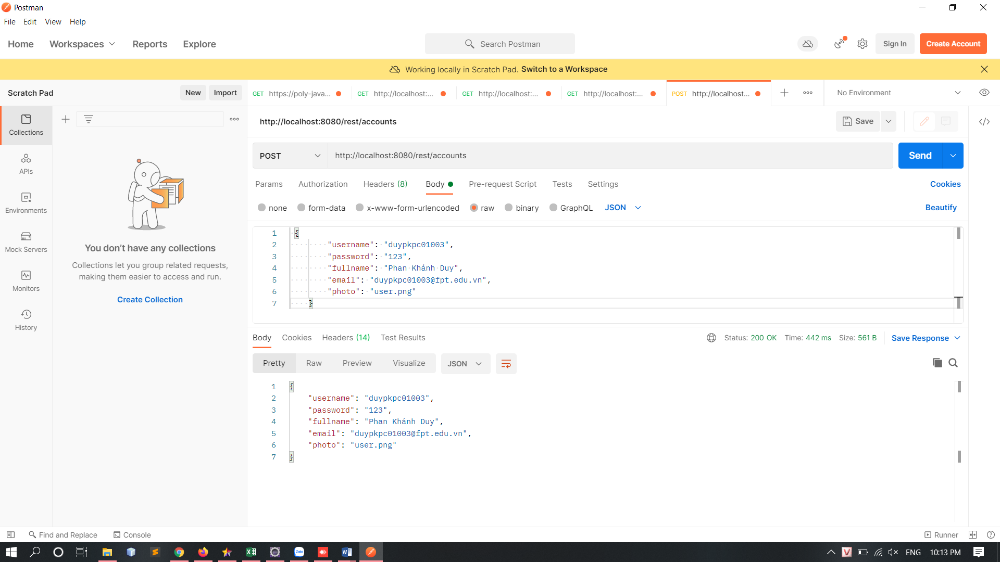 Postman
File Edit View Help
Home Workspaces Reports Explore Search Postman Sign In Create Account
Working locally in Scratch Pad. Switch to a Workspace
Scratch Pad New Import
GET https://poly-java... GET http://localhost:... GET http://localhost:... GET http://localhost:... POST http://localhost... No Environment
Collections
APIs
Environments
Mock Servers
Monitors
History
You don't have any collections
Collections let you group related requests,
making them easier to access and run.
Create Collection
http://localhost:8080/rest/accounts Save
POST http://localhost:8080/rest/accounts Send
Params Authorization Headers (8) Body Pre-request Script Tests Settings Cookies
none form-data x-www-form-urlencoded raw binary GraphQL JSON Beautify
1 {
2 "username": "duypkpc01003",
3 "password": "123",
4 "fullname": "Phan Khánh Duy",
5 "email": "duypkpc01003@fpt.edu.vn",
6 "photo": "user.png"
7 }
Body Cookies Headers (14) Test Results Status: 200 OK Time: 442 ms Size: 561 B Save Response
Pretty Raw Preview Visualize JSON
1 {
2 "username": "duypkpc01003",
3 "password": "123",
4 "fullname": "Phan Khánh Duy",
5 "email": "duypkpc01003@fpt.edu.vn",
6 "photo": "user.png"
7 }
Find and Replace Console Runner
Zalo ENG 10:13 PM